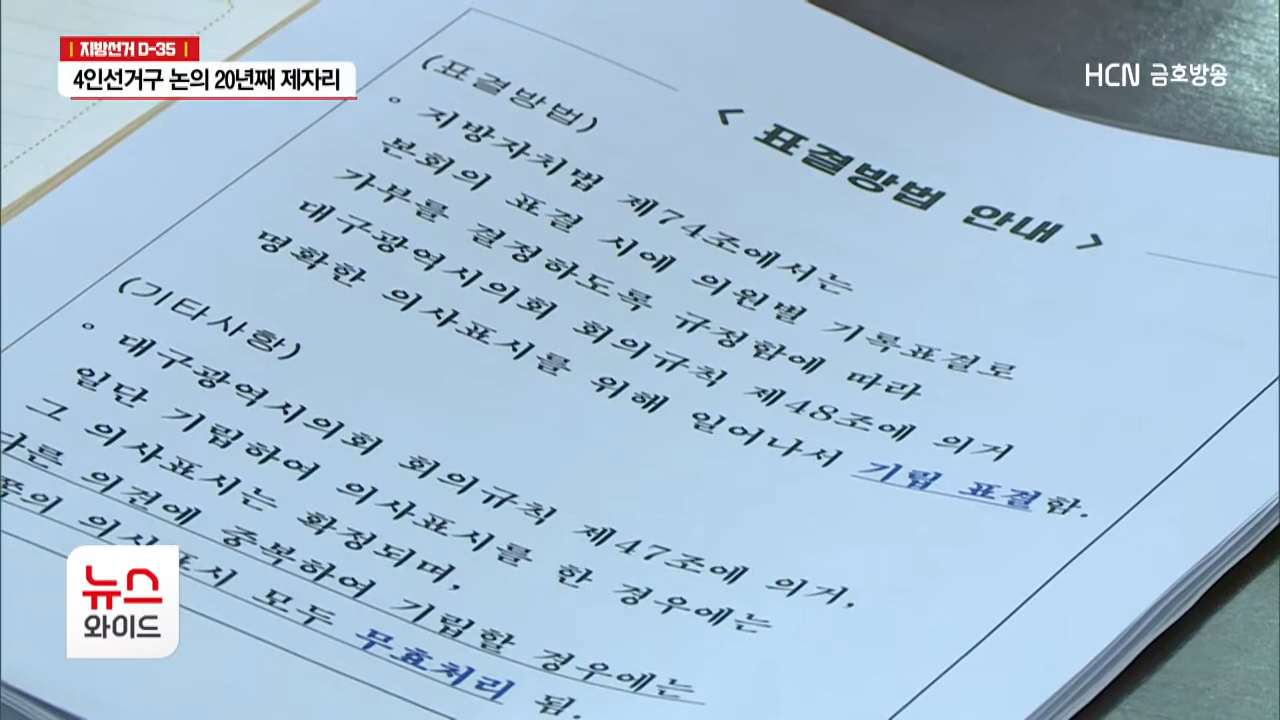 지방선거 D-35
4인선거구 논의 20년째 제자리
HCN 금호방송
< 표결방법 안내 >
(표결방법)
◦ 지방자치법 제74조에서는
본회의 표결 시에 의원별 기록표결로
가부를 결정하도록 규정함에 따라
대구광역시의회 회의규칙 제48조에 의거
명확한 의사표시를 위해 일어나서 기립 표결함.
(기타사항)
◦ 대구광역시의회 회의규칙 제47조에 의거,
일단 기립하여 의사표시를 한 경우에는
그 의사표시는 확정되며,
다른 의견에 중복하여 기립할 경우에는
쪽의 의사표시 모두 무효처리 됨.
뉴스
와이드